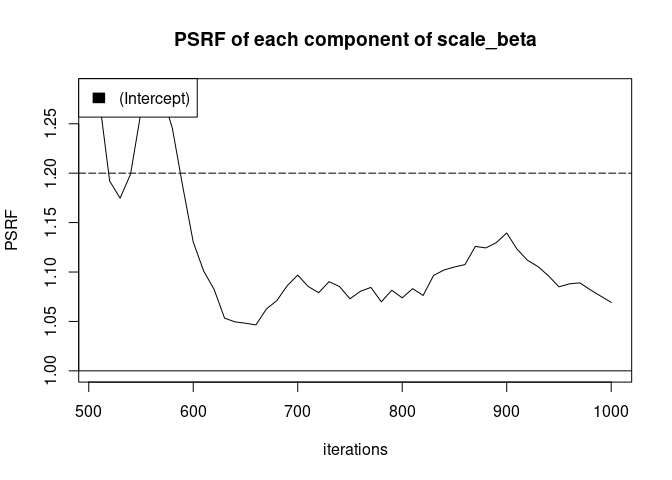 PSRF of each component of scale_beta
(Intercept)
PSRF
1.25
1.20
1.15
1.10
1.05
1.00
500 600 700 800 900 1000
iterations